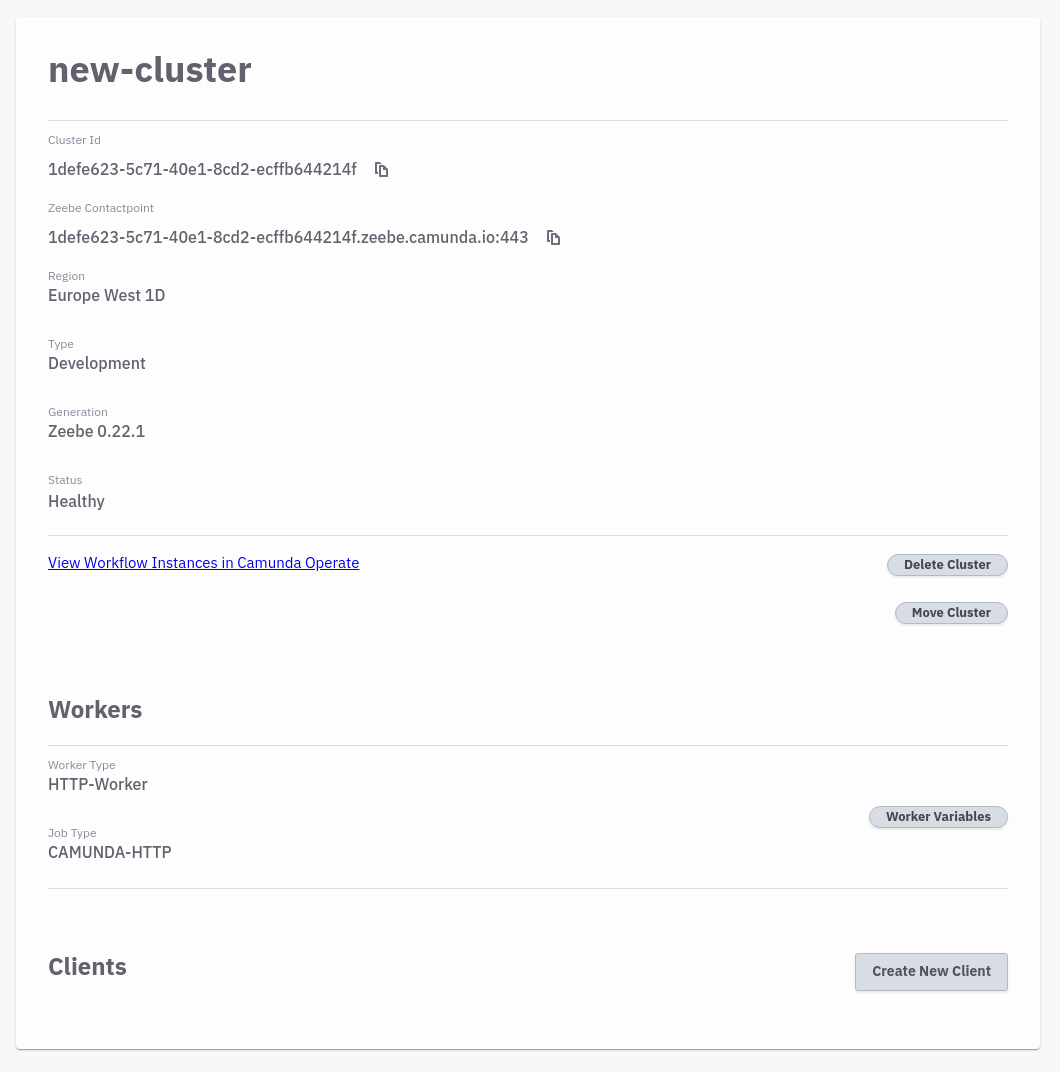 new-cluster
Cluster Id
1defe623-5c71-40e1-8cd2-ecffb644214f
Zeebe Contactpoint
1defe623-5c71-40e1-8cd2-ecffb644214f.zeebe.camunda.io:443
Region
Europe West 1D
Type
Development
Generation
Zeebe 0.22.1
Status
Healthy
View Workflow Instances in Camunda Operate
Delete Cluster
Move Cluster
Workers
Worker Type
HTTP-Worker
Worker Variables
Job Type
CAMUNDA-HTTP
Clients
Create New Client